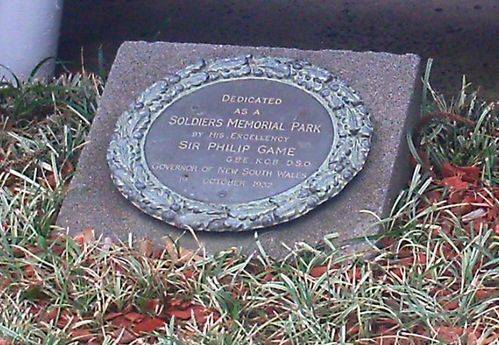 DEDICATED
AS A
SOLDIERS MEMORIAL PARK
BY HIS EXCELLENCY
SIR PHILIP GAME
G.B.E. K.C.B. D.S.O.
GOVERNOR OF NEW SOUTH WALES
OCTOBER 1932